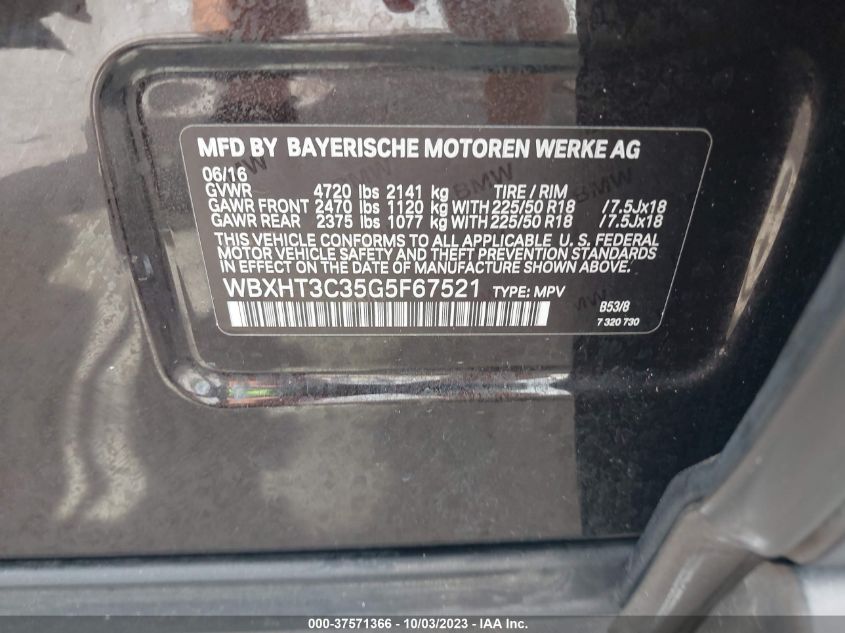 MFD BY BAYERISCHE MOTOREN WERKE AG
06/16
GVWR 4720 lbs 2141 kg TIRE / RIM
GAWR FRONT 2470 lbs 1120 kg WITH 225/50 R18 /7.5Jx18
GAWR REAR 2375 lbs 1077 kg WITH 225/50 R18 /7.5Jx18
THIS VEHICLE CONFORMS TO ALL APPLICABLE U. S. FEDERAL
MOTOR VEHICLE SAFETY AND THEFT PREVENTION STANDARDS
IN EFFECT ON THE DATE OF MANUFACTURE SHOWN ABOVE.
WBXHT3C35G5F67521 TYPE: MPV
B53/8
7 320 730
BMW
BMW
BMW
BMW
000-37571366 - 10/03/2023 - IAA Inc.